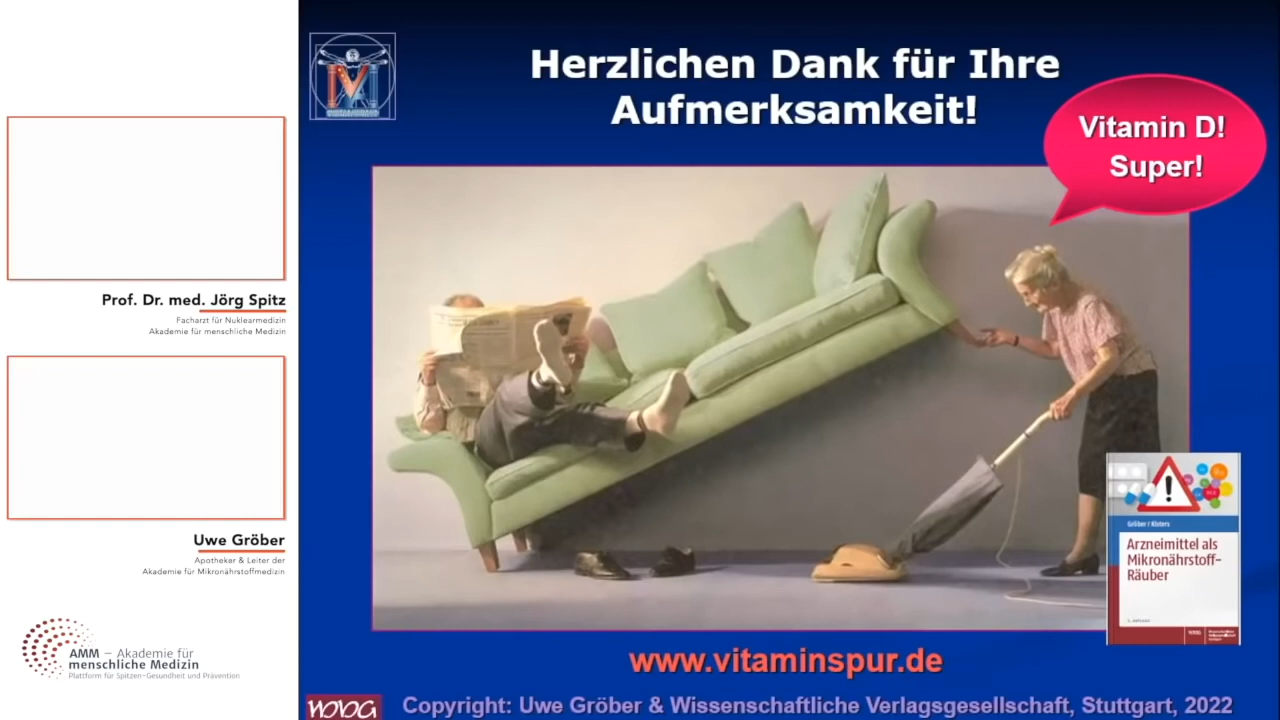 Prof. Dr. med. Jörg Spitz
Facharzt für Nuklearmedizin
Akademie für menschliche Medizin
Uwe Gröber
Apotheker & Leiter der
Akademie für Mikronährstoffmedizin
AMM – Akademie für
menschliche Medizin
Plattform für Spitzen-Gesundheit und Prävention
Herzlichen Dank für Ihre
Aufmerksamkeit!
Vitamin D!
Super!
Gröber / Kisters
Arzneimittel als
Mikronährstoff-
Räuber
www.vitaminspur.de
Copyright: Uwe Gröber & Wissenschaftliche Verlagsgesellschaft, Stuttgart, 2022